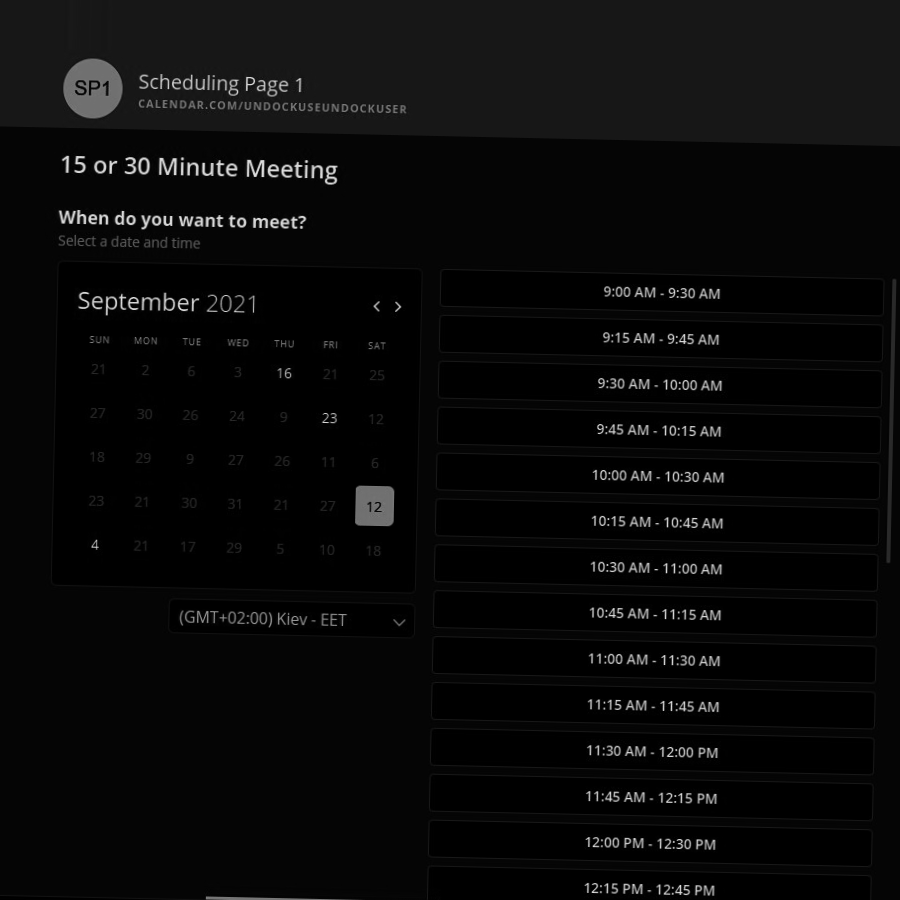 SP1
Scheduling Page 1
CALENDAR.COM/UNDOCKUSEUNDOCKUSER
15 or 30 Minute Meeting
When do you want to meet?
Select a date and time
September 2021
SUN MON TUE WED THU FRI SAT
21 2 6 3 16 21 25
27 30 26 24 9 23 12
18 29 9 27 26 11 6
23 21 30 31 21 27 12
4 21 17 29 5 10 18
(GMT+02:00) Kiev - EET
9:00 AM - 9:30 AM
9:15 AM - 9:45 AM
9:30 AM - 10:00 AM
9:45 AM - 10:15 AM
10:00 AM - 10:30 AM
10:15 AM - 10:45 AM
10:30 AM - 11:00 AM
10:45 AM - 11:15 AM
11:00 AM - 11:30 AM
11:15 AM - 11:45 AM
11:30 AM - 12:00 PM
11:45 AM - 12:15 PM
12:00 PM - 12:30 PM
12:15 PM - 12:45 PM